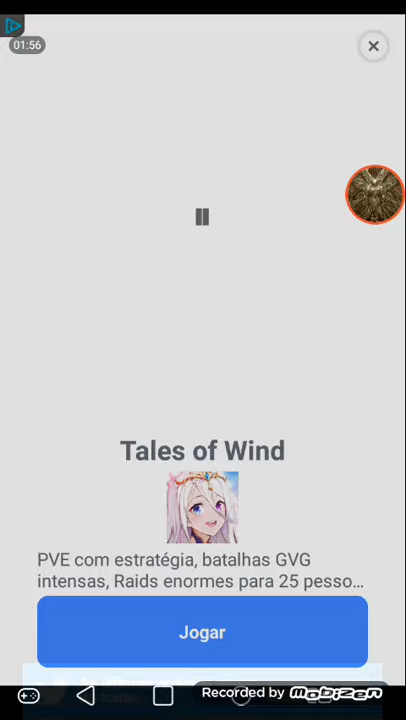 01:56
Tales of Wind
PVE com estratégia, batalhas GVG
intensas, Raids enormes para 25 pesso...
Jogar
Recorded by MOBIZEN